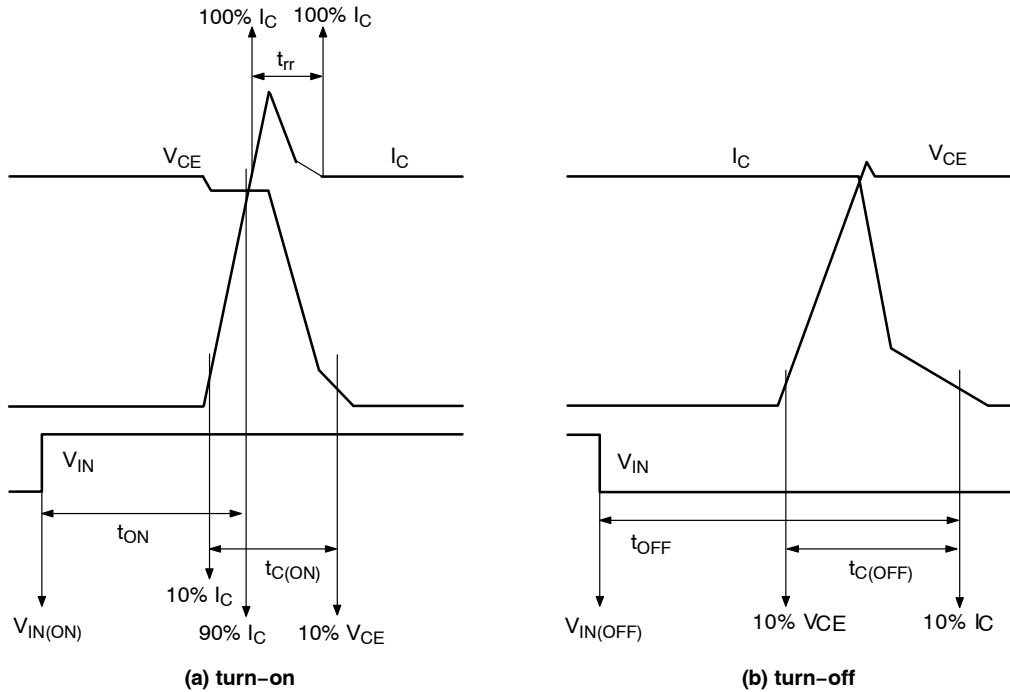 100% I_C 100% I_C
t_rr
V_CE I_C
I_C V_CE
V_IN
V_IN
t_ON
t_OFF
t_C(ON)
t_C(OFF)
10% I_C
V_IN(ON) 90% I_C 10% V_CE
V_IN(OFF) 10% VCE 10% IC
(a) turn−on
(b) turn−off